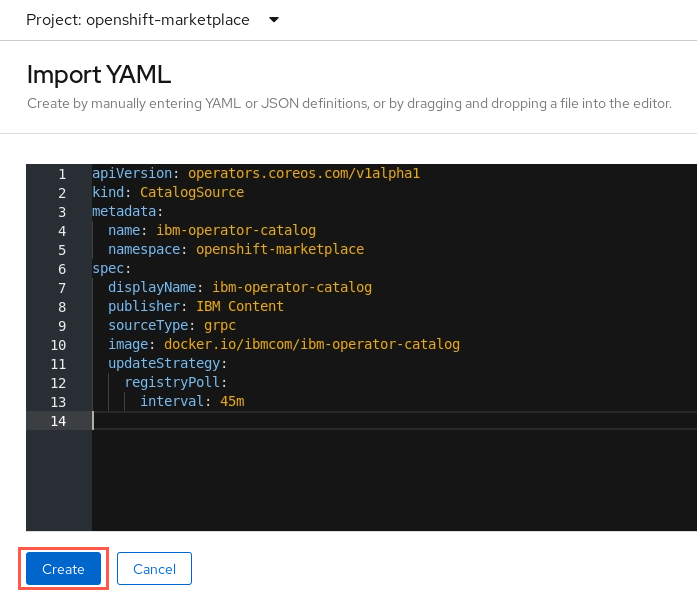 Project: openshift-marketplace
Import YAML
Create by manually entering YAML or JSON definitions, or by dragging and dropping a file into the editor.
1 apiVersion: operators.coreos.com/v1alpha1
2 kind: CatalogSource
3 metadata:
4   name: ibm-operator-catalog
5   namespace: openshift-marketplace
6 spec:
7   displayName: ibm-operator-catalog
8   publisher: IBM Content
9   sourceType: grpc
10   image: docker.io/ibmcom/ibm-operator-catalog
11   updateStrategy:
12     registryPoll:
13       interval: 45m
14
Create Cancel